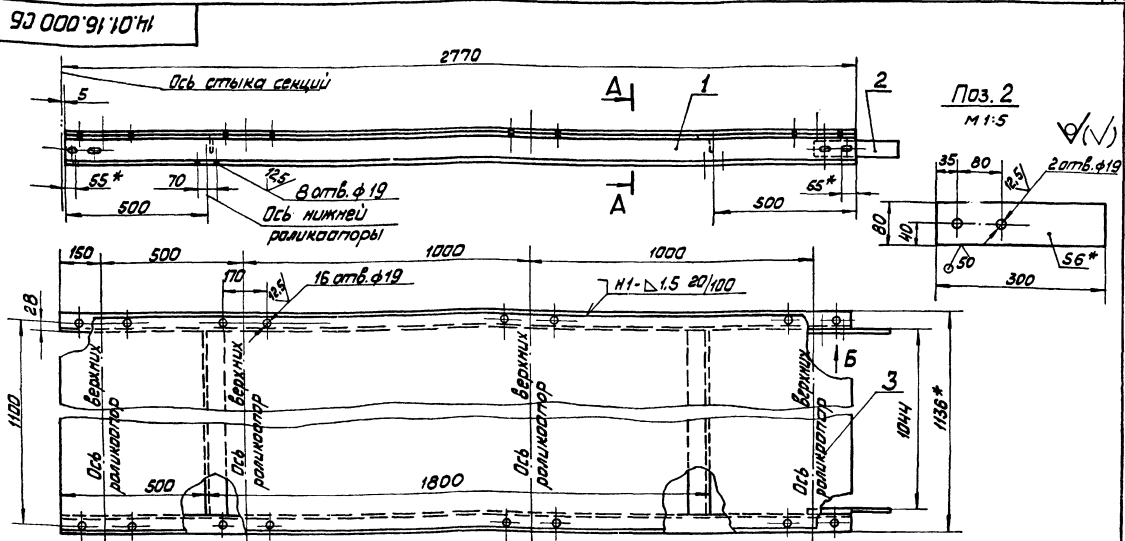 14.01.16.000 СБ
2770
Ось стыка секций
5
А
1
2
Поз. 2
М 1:5
(√)
35
80
2 отв. ф19
12,5
80
40
50
S6*
300
55*
70
12,5
8 отв. ф19
А
65*
500
Ось нижней
роликоопоры
500
150
500
1000
1000
170
12,5
16 отв. ф19
Н1-⊿1.5 20/100
28
1100
Ось верхних
роликоопор
Ось верхних
роликоопор
Ось верхних
роликоопор
Ось верхних
роликоопор
Б
3
1044
1136*
500
1800